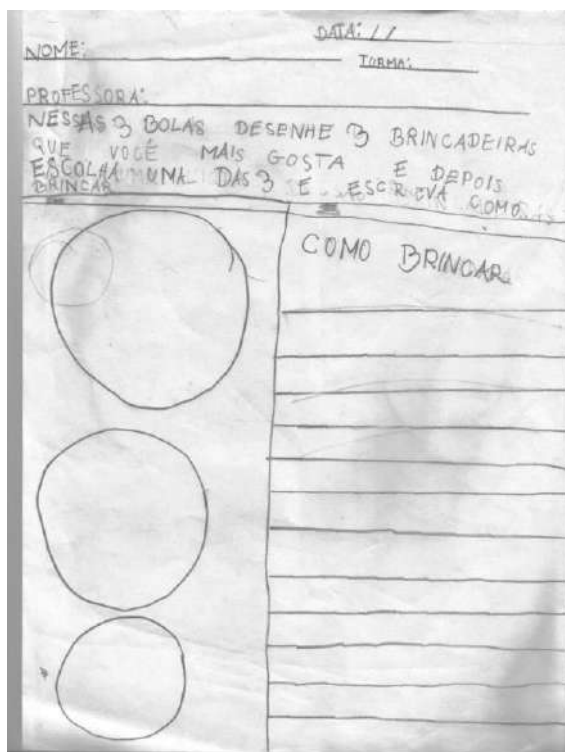 DATA: / /
NOME:
TURMA:
PROFESSORA:
NESSAS 3 BOLAS DESENHE 3 BRINCADEIRAS
QUE VOCÊ MAIS GOSTA E DEPOIS
ESCOLHA UMA DAS 3 E ESCREVA COMO
BRINCAR
COMO BRINCAR